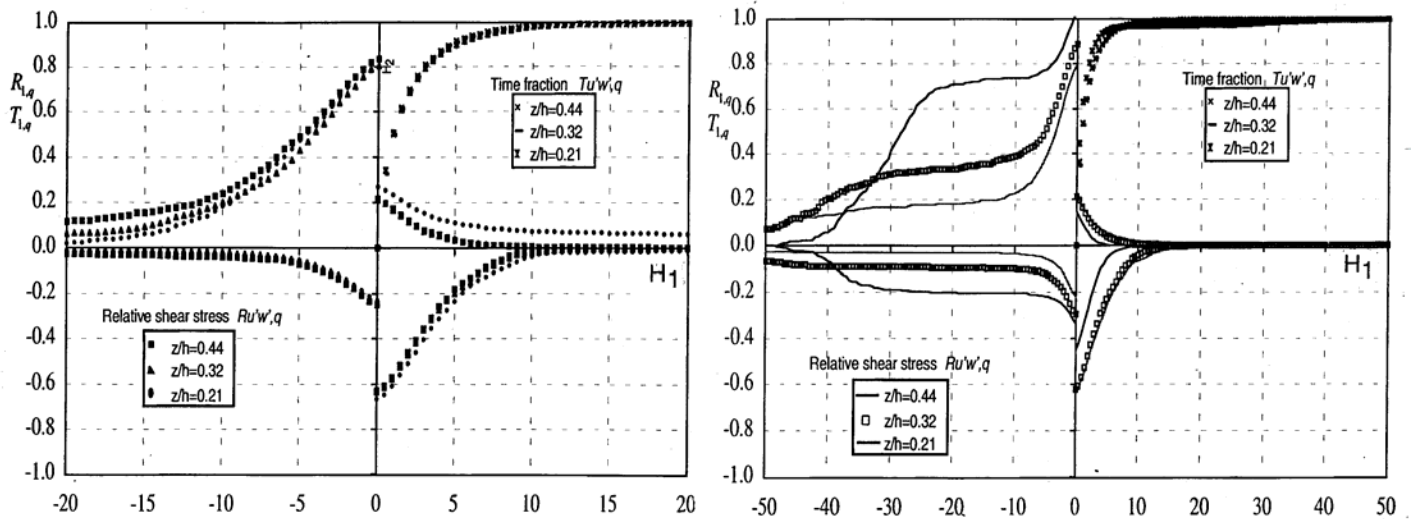 1.0
0.8
R1,q
0.6
T1,q
0.4
0.2
0.0
-0.2
-0.4
-0.6
-0.8
-1.0
H2
Time fraction Tu'w',q
z/h=0.44
z/h=0.32
z/h=0.21
H1
Relative shear stress Ru'w',q
z/h=0.44
z/h=0.32
z/h=0.21
-20 -15 -10 -5 0 5 10 15 20
1.0
0.8
R1,q
0.6
T1,q
0.4
0.2
0.0
-0.2
-0.4
-0.6
-0.8
-1.0
Time fraction Tu'w',q
z/h=0.44
z/h=0.32
z/h=0.21
H1
Relative shear stress Ru'w',q
z/h=0.44
z/h=0.32
z/h=0.21
-50 -40 -30 -20 -10 0 10 20 30 40 50